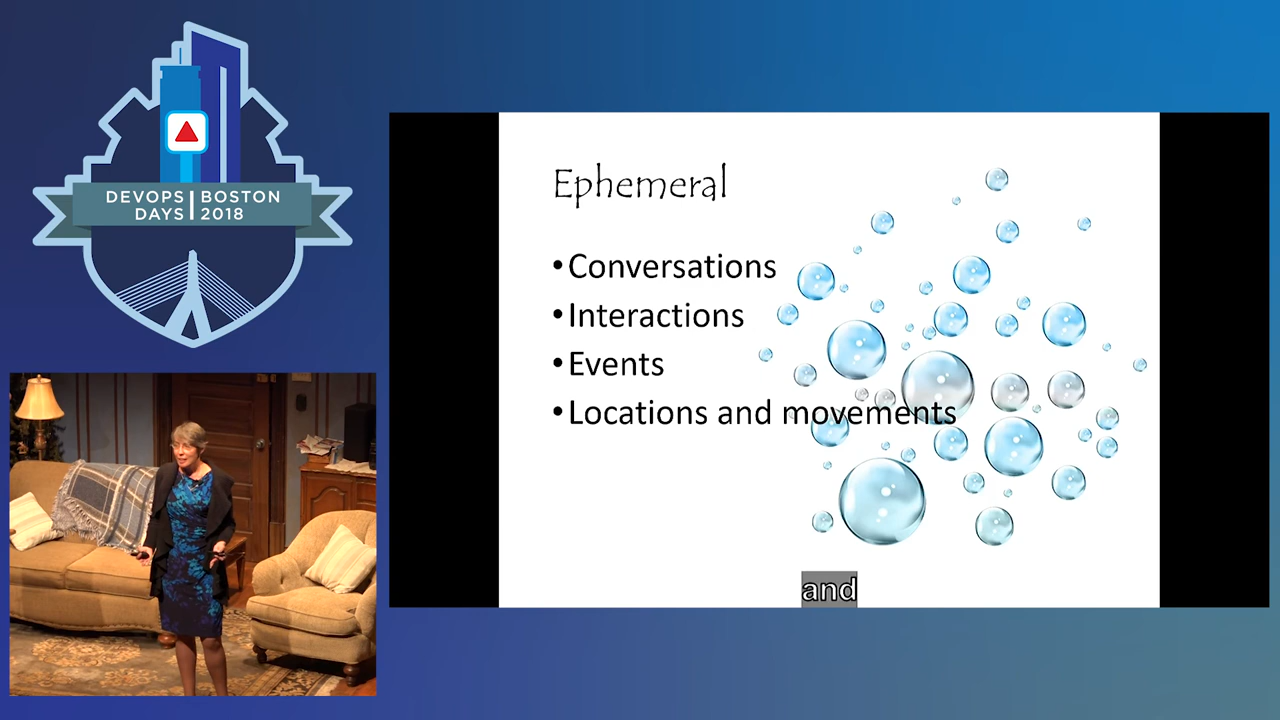 DEVOPS BOSTON
DAYS 2018
Ephemeral
•Conversations
•Interactions
•Events
•Locations and movements
and